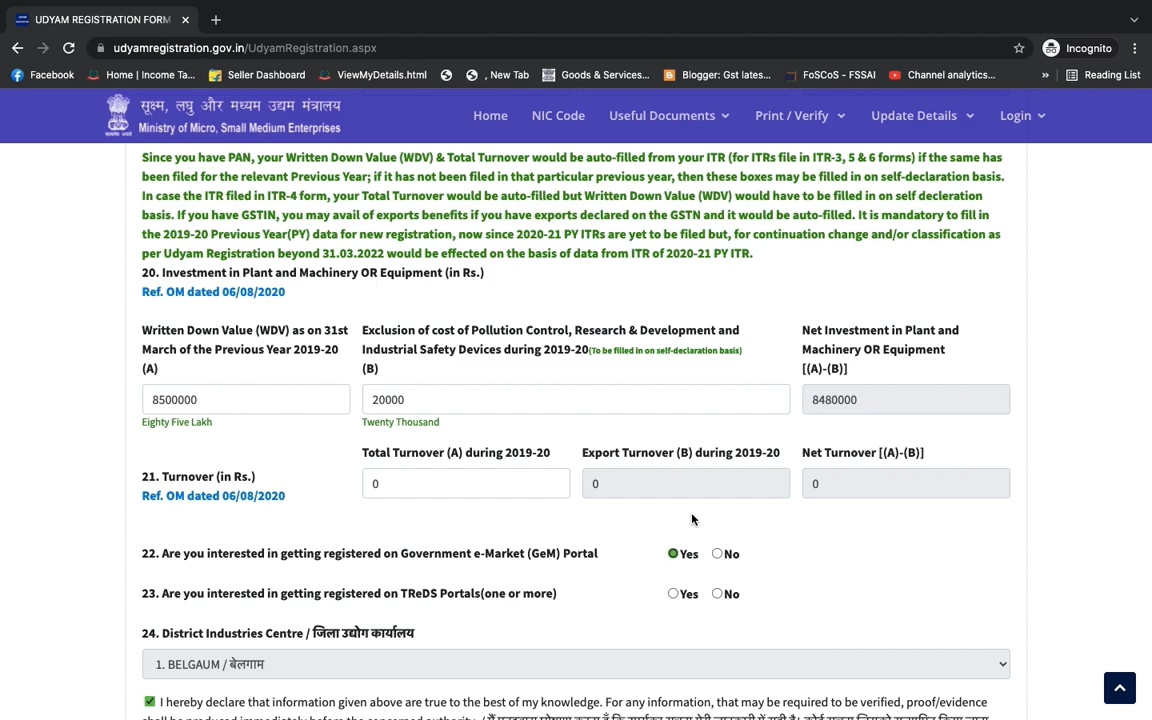 UDYAM REGISTRATION FORM
udyamregistration.gov.in/UdyamRegistration.aspx
Incognito
Facebook
Home | Income Ta...
Seller Dashboard
ViewMyDetails.html
, New Tab
Goods & Services...
Blogger: Gst lates...
FoSCoS - FSSAI
Channel analytics...
»
Reading List
सूक्ष्म, लघु और मध्यम उद्यम मंत्रालय
Ministry of Micro, Small Medium Enterprises
Home
NIC Code
Useful Documents
Print / Verify
Update Details
Login
Since you have PAN, your Written Down Value (WDV) & Total Turnover would be auto-filled from your ITR (for ITRs file in ITR-3, 5 & 6 forms) if the same has
been filed for the relevant Previous Year; if it has not been filed in that particular previous year, then these boxes may be filled in on self-declaration basis.
In case the ITR filed in ITR-4 form, your Total Turnover would be auto-filled but Written Down Value (WDV) would have to be filled in on self decleration
basis. If you have GSTIN, you may avail of exports benefits if you have exports declared on the GSTN and it would be auto-filled. It is mandatory to fill in
the 2019-20 Previous Year(PY) data for new registration, now since 2020-21 PY ITRs are yet to be filed but, for continuation change and/or classification as
per Udyam Registration beyond 31.03.2022 would be effected on the basis of data from ITR of 2020-21 PY ITR.
20. Investment in Plant and Machinery OR Equipment (in Rs.)
Ref. OM dated 06/08/2020
Written Down Value (WDV) as on 31st
March of the Previous Year 2019-20
(A)
Exclusion of cost of Pollution Control, Research & Development and
Industrial Safety Devices during 2019-20(To be filled in on self-declaration basis)
(B)
Net Investment in Plant and
Machinery OR Equipment
[(A)-(B)]
8500000
20000
8480000
Eighty Five Lakh
Twenty Thousand
Total Turnover (A) during 2019-20
Export Turnover (B) during 2019-20
Net Turnover [(A)-(B)]
21. Turnover (in Rs.)
Ref. OM dated 06/08/2020
0
0
0
22. Are you interested in getting registered on Government e-Market (GeM) Portal
Yes
No
23. Are you interested in getting registered on TReDS Portals(one or more)
Yes
No
24. District Industries Centre / जिला उद्योग कार्यालय
1. BELGAUM / बेलगाम
I hereby declare that information given above are true to the best of my knowledge. For any information, that may be required to be verified, proof/evidence